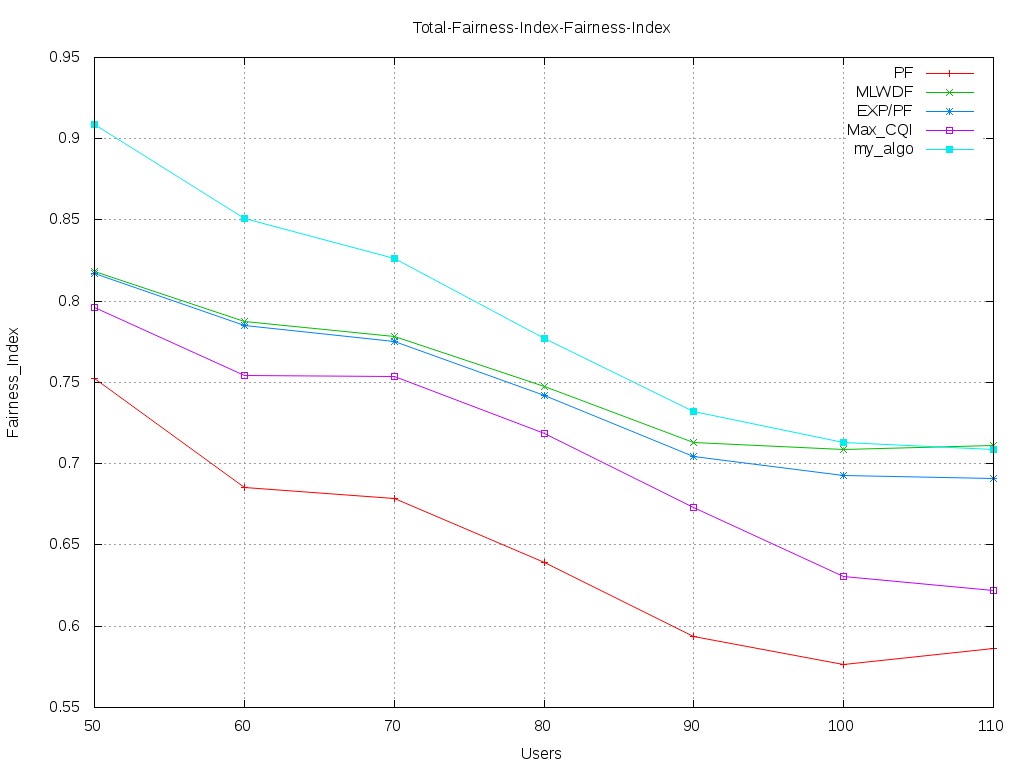 Total-Fairness-Index-Fairness-Index
0.95
0.9
0.85
0.8
0.75
0.7
0.65
0.6
0.55
Fairness_Index
PF
MLWDF
EXP/PF
Max_CQI
my_algo
50 60 70 80 90 100 110
Users